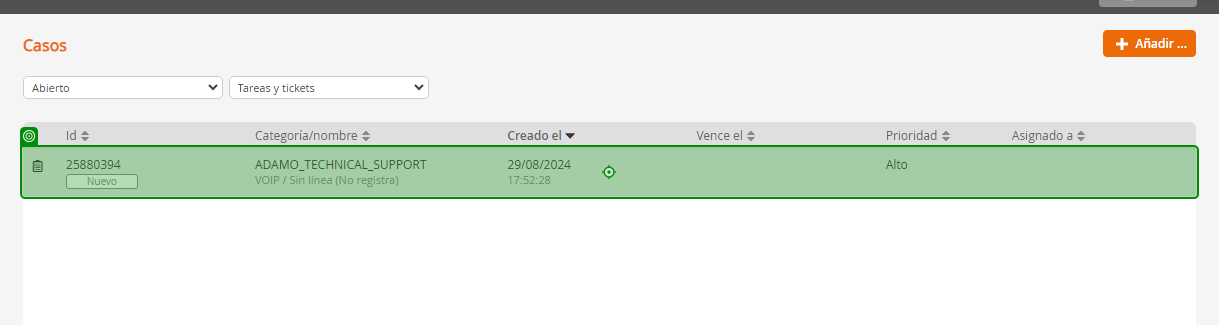 Casos
Añadir ...
Abierto
Tareas y tickets
Id
Categoría/nombre
Creado el
Vence el
Prioridad
Asignado a
25880394
ADAMO_TECHNICAL_SUPPORT
29/08/2024
Alto
Nuevo
VOIP / Sin línea (No registra)
17:52:28